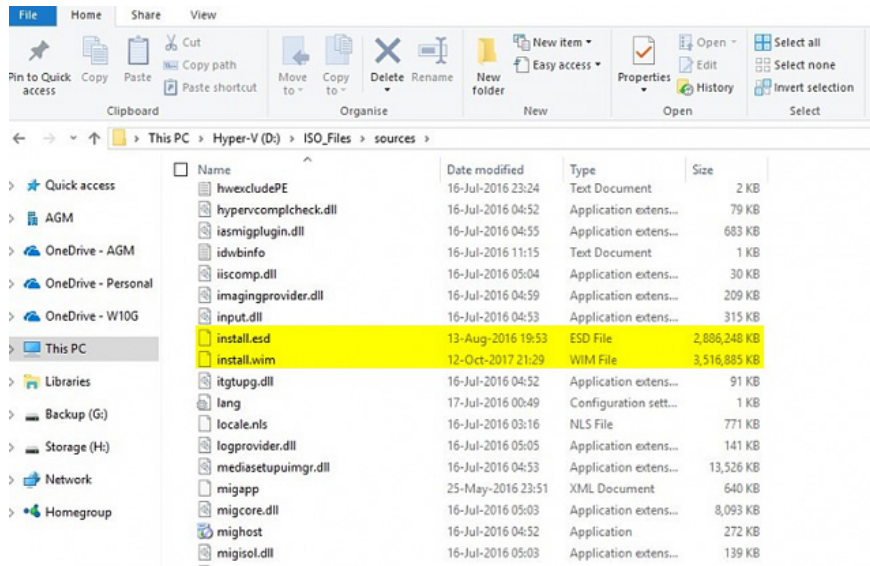 File Home Share View
Pin to Quick access
Copy
Paste
Cut
Copy path
Paste shortcut
Clipboard
Move to
Copy to
Delete
Rename
Organise
New folder
New item
Easy access
New
Properties
Open
Edit
History
Open
Select all
Select none
Invert selection
Select
This PC > Hyper-V (D:) > ISO_Files > sources >
Quick access
AGM
OneDrive - AGM
OneDrive - Personal
OneDrive - W10G
This PC
Libraries
Backup (G:)
Storage (H:)
Network
Homegroup
Name Date modified Type Size
hwexcludePE 16-Jul-2016 23:24 Text Document 2 KB
hypervcomplcheck.dll 16-Jul-2016 04:52 Application extens... 79 KB
iasmigplugin.dll 16-Jul-2016 04:55 Application extens... 683 KB
idwbinfo 16-Jul-2016 11:15 Text Document 1 KB
iiscomp.dll 16-Jul-2016 05:04 Application extens... 30 KB
imagingprovider.dll 16-Jul-2016 04:59 Application extens... 209 KB
input.dll 16-Jul-2016 04:53 Application extens... 315 KB
install.esd 13-Aug-2016 19:53 ESD File 2,886,248 KB
install.wim 12-Oct-2017 21:29 WIM File 3,516,885 KB
itgtupg.dll 16-Jul-2016 04:52 Application extens... 91 KB
lang 17-Jul-2016 00:49 Configuration sett... 1 KB
locale.nls 16-Jul-2016 03:16 NLS File 771 KB
logprovider.dll 16-Jul-2016 05:05 Application extens... 141 KB
mediasetupuimgr.dll 16-Jul-2016 04:53 Application extens... 13,526 KB
migapp 25-May-2016 23:51 XML Document 640 KB
migcore.dll 16-Jul-2016 05:03 Application extens... 8,093 KB
mighost 16-Jul-2016 04:52 Application 272 KB
migisol.dll 16-Jul-2016 05:03 Application extens... 139 KB